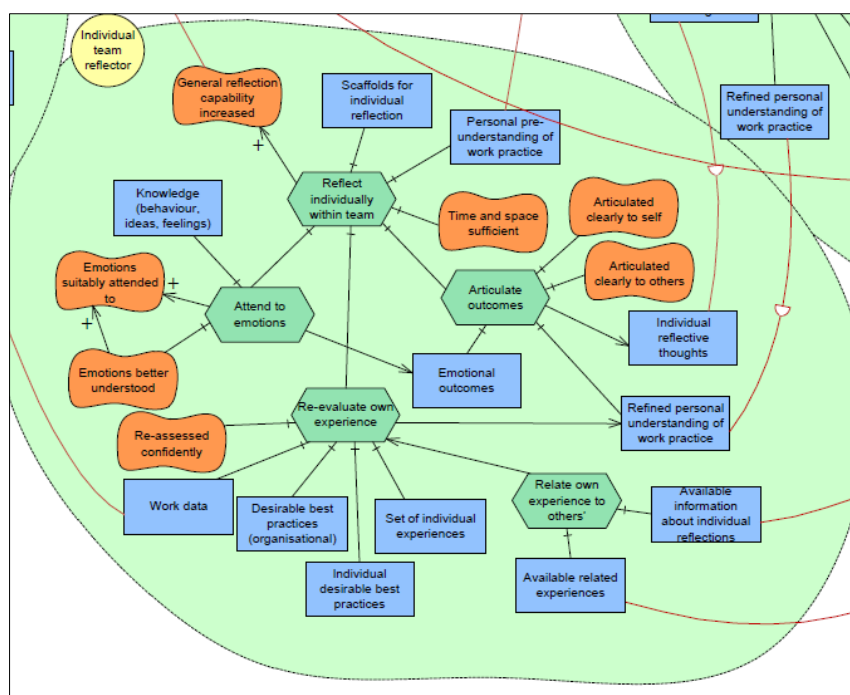 Individual
team
reflector
General reflection
capability
increased
Scaffolds for
individual
reflection
Personal pre-
understanding of
work practice
Refined personal
understanding of
work practice
Knowledge
(behaviour,
ideas, feelings)
Reflect
individually
within team
Time and space
sufficient
Articulated
clearly to self
Articulated
clearly to others
Emotions
suitably attended
to
+
+
+
Attend to
emotions
Articulate
outcomes
Individual
reflective
thoughts
Emotions better
understood
Emotional
outcomes
Re-evaluate own
experience
Refined personal
understanding of
work practice
Re-assessed
confidently
Work data
Desirable best
practices
(organisational)
Set of individual
experiences
Relate own
experience to
others'
Available
information
about individual
reflections
Individual
desirable best
practices
Available related
experiences